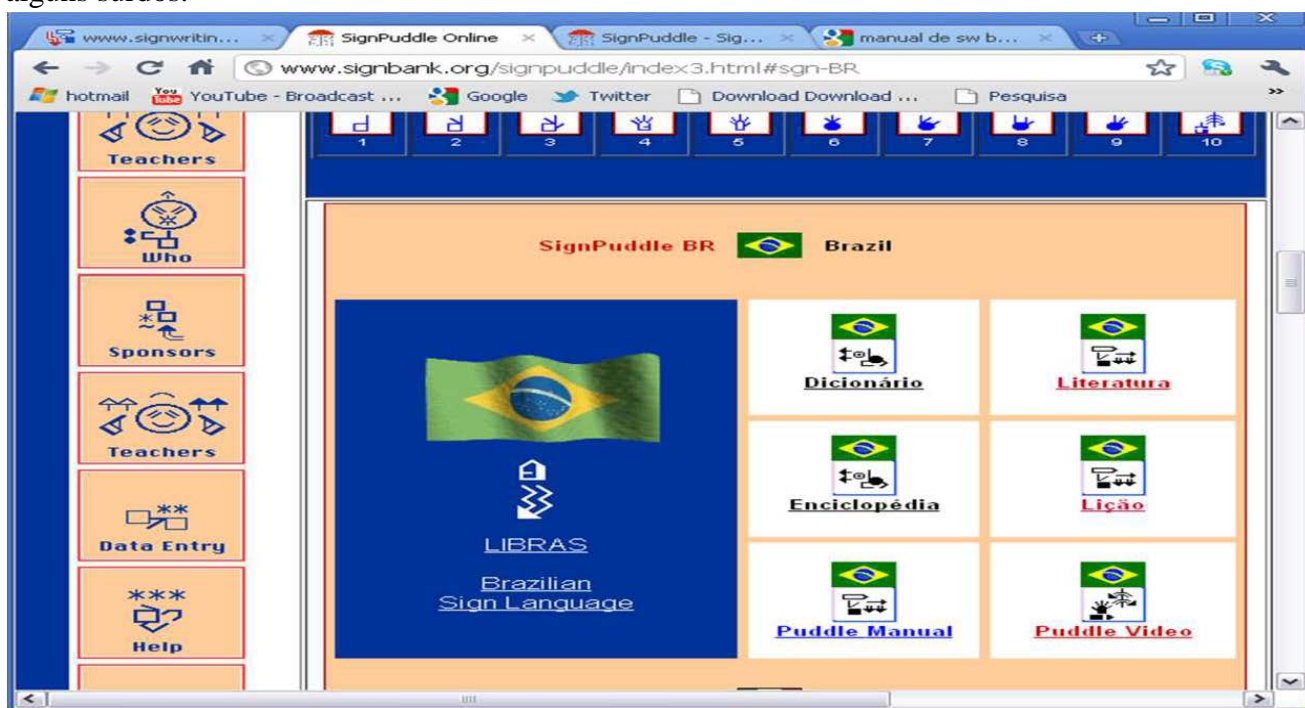 alguns surdos.
www.signwritin... SignPuddle Online SignPuddle - Sig... manual de sw b...
www.signbank.org/signpuddle/index3.html#sgn-BR
hotmail YouTube - Broadcast ... Google Twitter Download Download ... Pesquisa »
1 2 3 4 5 6 7 8 9 10
Teachers
Who
Sponsors
Teachers
Data Entry
Help
SignPuddle BR Brazil
LIBRAS
Brazilian
Sign Language
Dicionário Literatura
Enciclopédia Lição
Puddle Manual Puddle Video